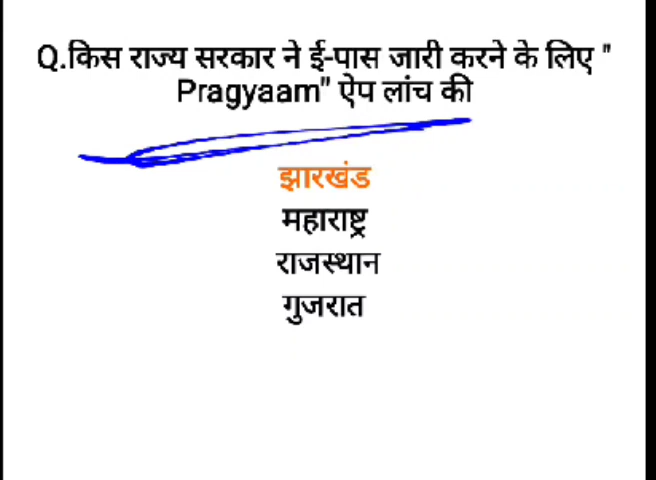 Q.किस राज्य सरकार ने ई-पास जारी करने के लिए "
Pragyaam" ऐप लांच की
झारखंड
महाराष्ट्र
राजस्थान
गुजरात